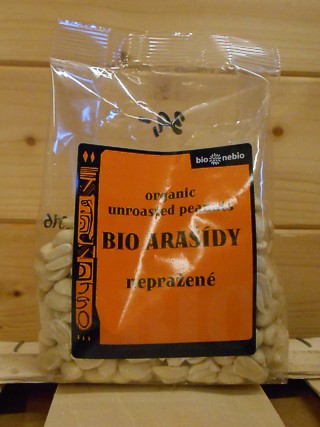 bio nebio
organic
unroasted peanuts
BIO ARAŠÍDY
nepražené